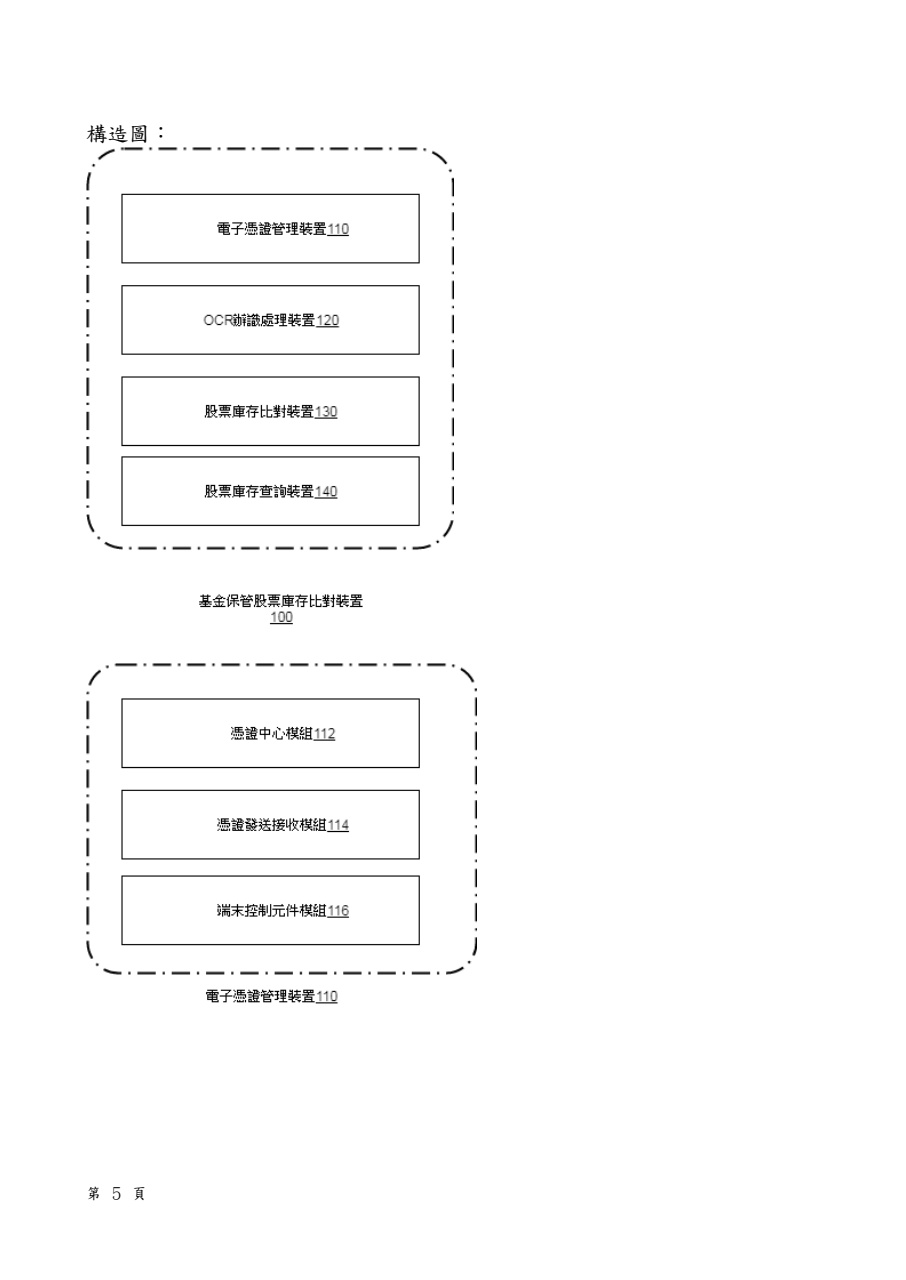 構造圖：
電子憑證管理裝置110
OCR辦識處理裝置120
股票庫存比對裝置130
股票庫存查詢裝置140
基金保管股票庫存比對裝置
100
憑證中心模組112
憑證發送接收模組114
端末控制元件模組116
電子憑證管理裝置110
第 5 頁